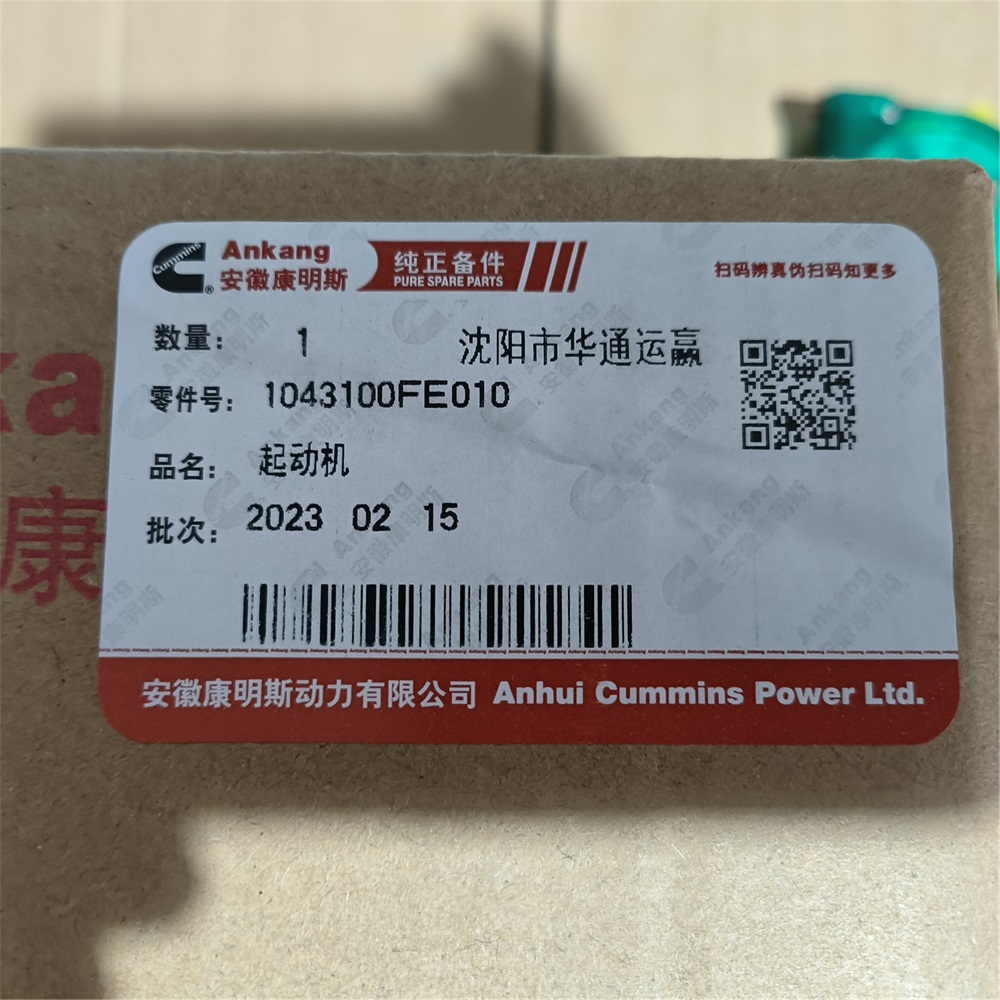 Cummins
Ankang
安徽康明斯
纯正备件
PURE SPARE PARTS
扫码辨真伪扫码知更多
数量： 1 沈阳市华通运赢
零件号： 1043100FE010
品名： 起动机
批次： 2023 02 15
安徽康明斯动力有限公司 Anhui Cummins Power Ltd.
ka
康